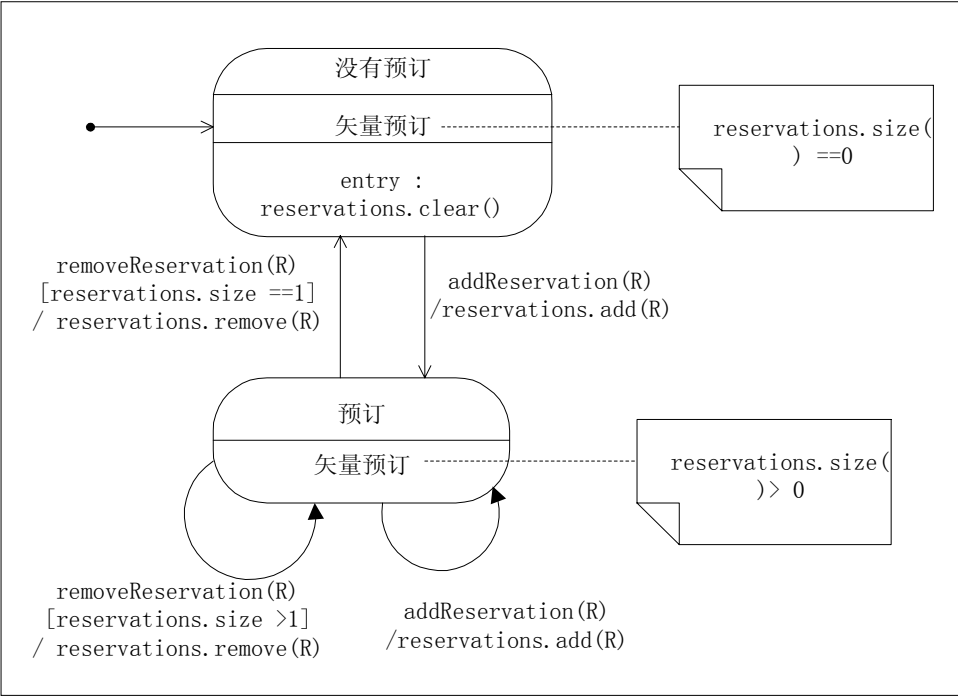 没有预订
矢量预订
reservations.size(
) ==0
entry :
reservations.clear()
removeReservation(R)
[reservations.size ==1]
/ reservations.remove(R)
addReservation(R)
/reservations.add(R)
预订
矢量预订
reservations.size(
)> 0
removeReservation(R)
[reservations.size >1]
/ reservations.remove(R)
addReservation(R)
/reservations.add(R)